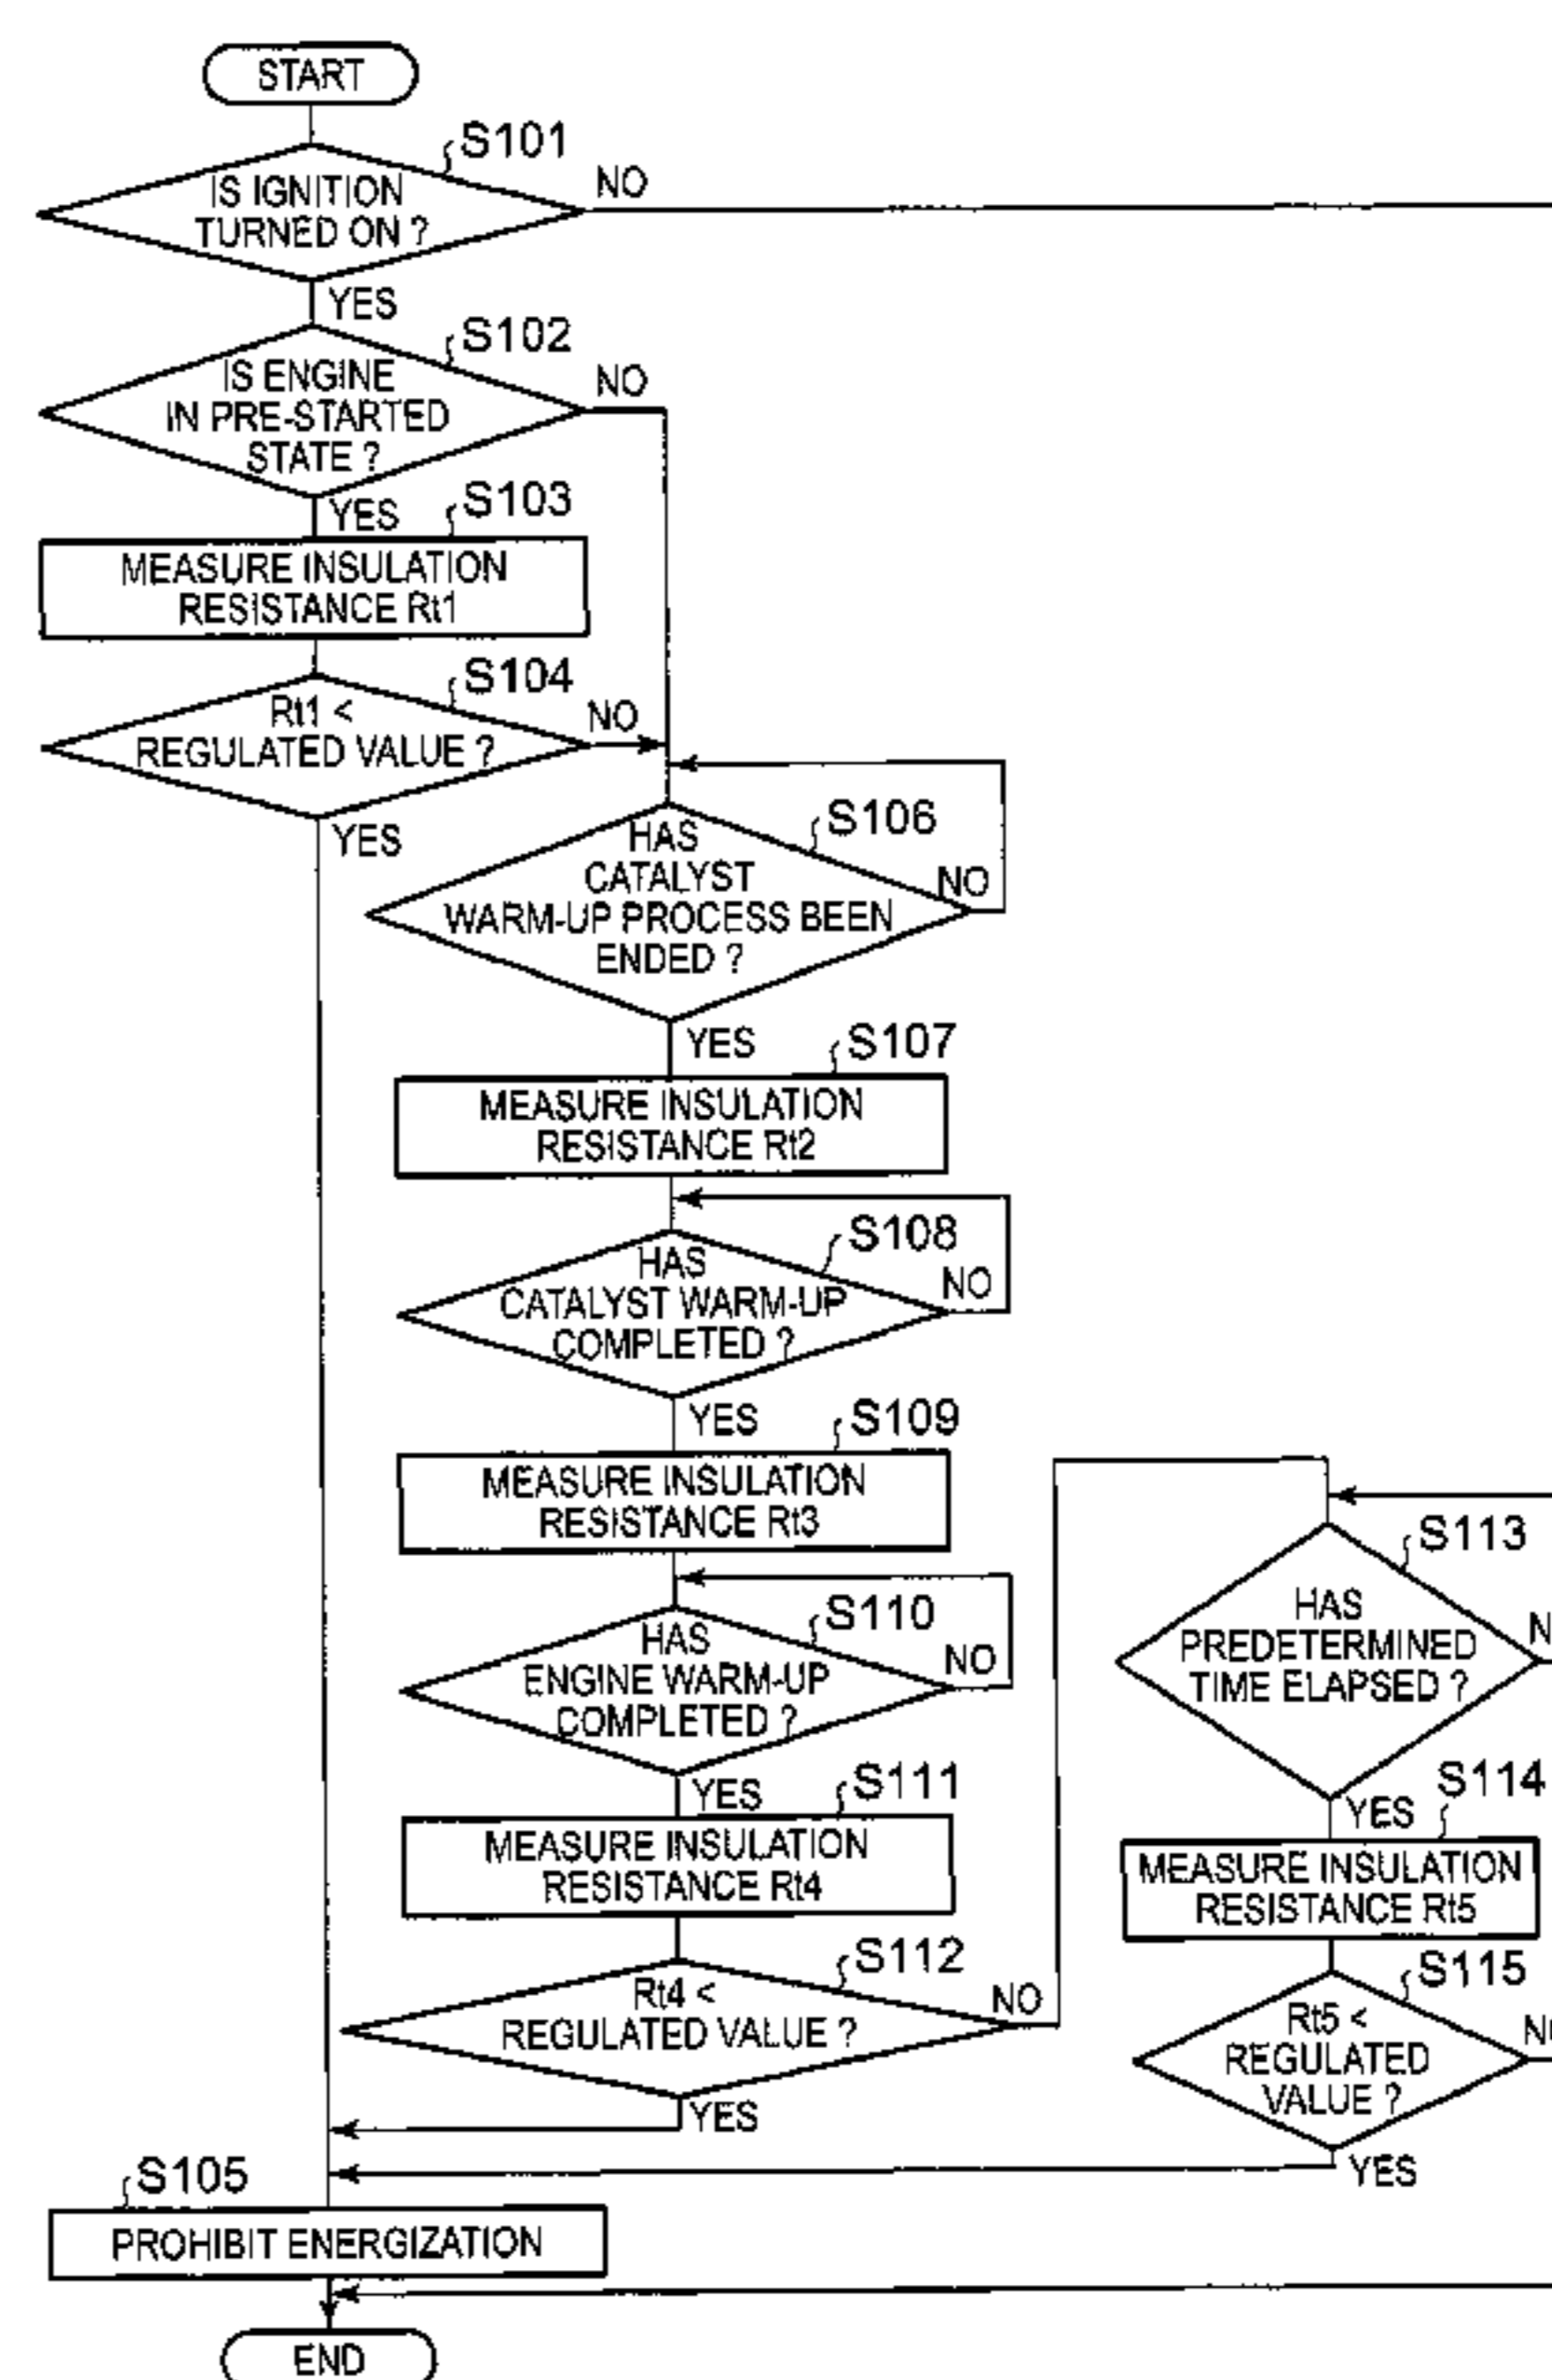 START
S101
IS IGNITION
TURNED ON ?
NO
YES
S102
IS ENGINE
IN PRE-STARTED
STATE ?
NO
YES
S103
MEASURE INSULATION
RESISTANCE Rt1
S104
Rt1 <
REGULATED VALUE ?
NO
YES
S106
HAS
CATALYST
WARM-UP PROCESS BEEN
ENDED ?
NO
YES
S107
MEASURE INSULATION
RESISTANCE Rt2
S108
HAS
CATALYST WARM-UP
COMPLETED ?
NO
YES
S109
MEASURE INSULATION
RESISTANCE Rt3
S110
HAS
ENGINE WARM-UP
COMPLETED ?
NO
YES
S111
MEASURE INSULATION
RESISTANCE Rt4
S112
Rt4 <
REGULATED VALUE ?
NO
YES
S113
HAS
PREDETERMINED
TIME ELAPSED ?
N
YES
S114
MEASURE INSULATION
RESISTANCE Rt5
S115
Rt5 <
REGULATED
VALUE ?
NO
YES
S105
PROHIBIT ENERGIZATION
END